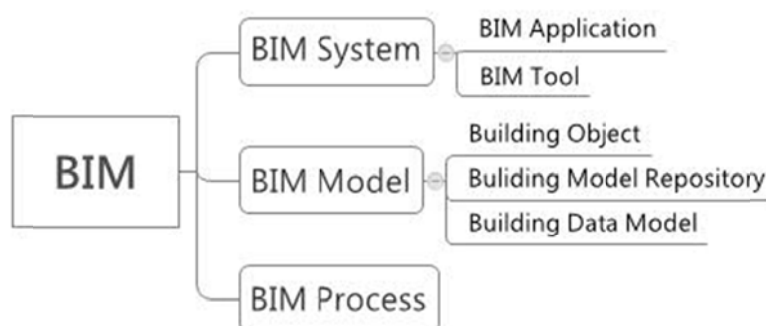 BIM
BIM System
BIM Application
BIM Tool
BIM Model
Building Object
Buliding Model Repository
Building Data Model
BIM Process